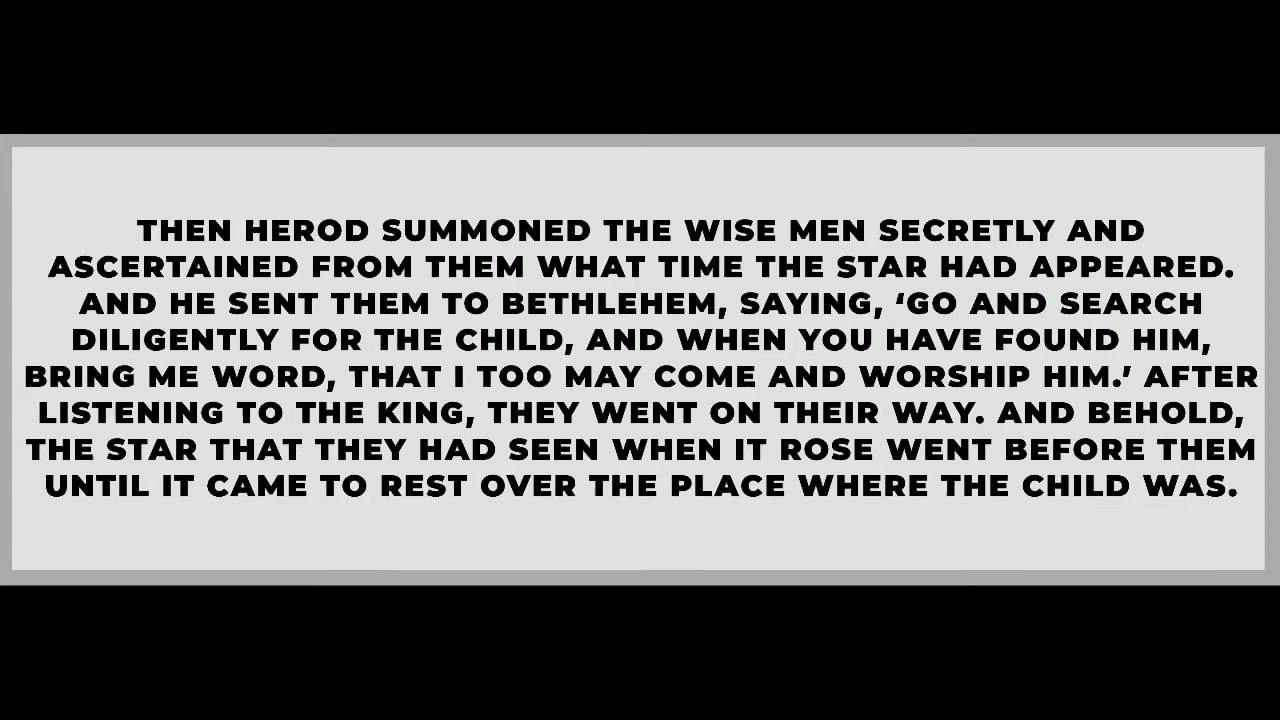 THEN HEROD SUMMONED THE WISE MEN SECRETLY AND
ASCERTAINED FROM THEM WHAT TIME THE STAR HAD APPEARED.
AND HE SENT THEM TO BETHLEHEM, SAYING, ‘GO AND SEARCH
DILIGENTLY FOR THE CHILD, AND WHEN YOU HAVE FOUND HIM,
BRING ME WORD, THAT I TOO MAY COME AND WORSHIP HIM.’ AFTER
LISTENING TO THE KING, THEY WENT ON THEIR WAY. AND BEHOLD,
THE STAR THAT THEY HAD SEEN WHEN IT ROSE WENT BEFORE THEM
UNTIL IT CAME TO REST OVER THE PLACE WHERE THE CHILD WAS.